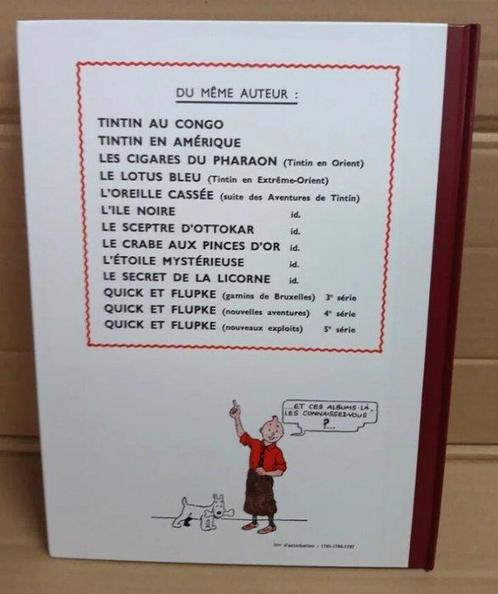 DU MÊME AUTEUR :
TINTIN AU CONGO
TINTIN EN AMÉRIQUE
LES CIGARES DU PHARAON (Tintin en Orient)
LE LOTUS BLEU (Tintin en Extrême-Orient)
L'OREILLE CASSÉE (suite des Aventures de Tintin)
L'ILE NOIRE id.
LE SCEPTRE D'OTTOKAR id.
LE CRABE AUX PINCES D'OR id.
L'ÉTOILE MYSTÉRIEUSE id.
LE SECRET DE LA LICORNE id.
QUICK ET FLUPKE (gamins de Bruxelles) 3e série
QUICK ET FLUPKE (nouvelles aventures) 4e série
QUICK ET FLUPKE (nouveaux exploits) 5e série
...ET CES ALBUMS-LÀ,
LES CONNAISSEZ-VOUS
?...
d'autorisation :